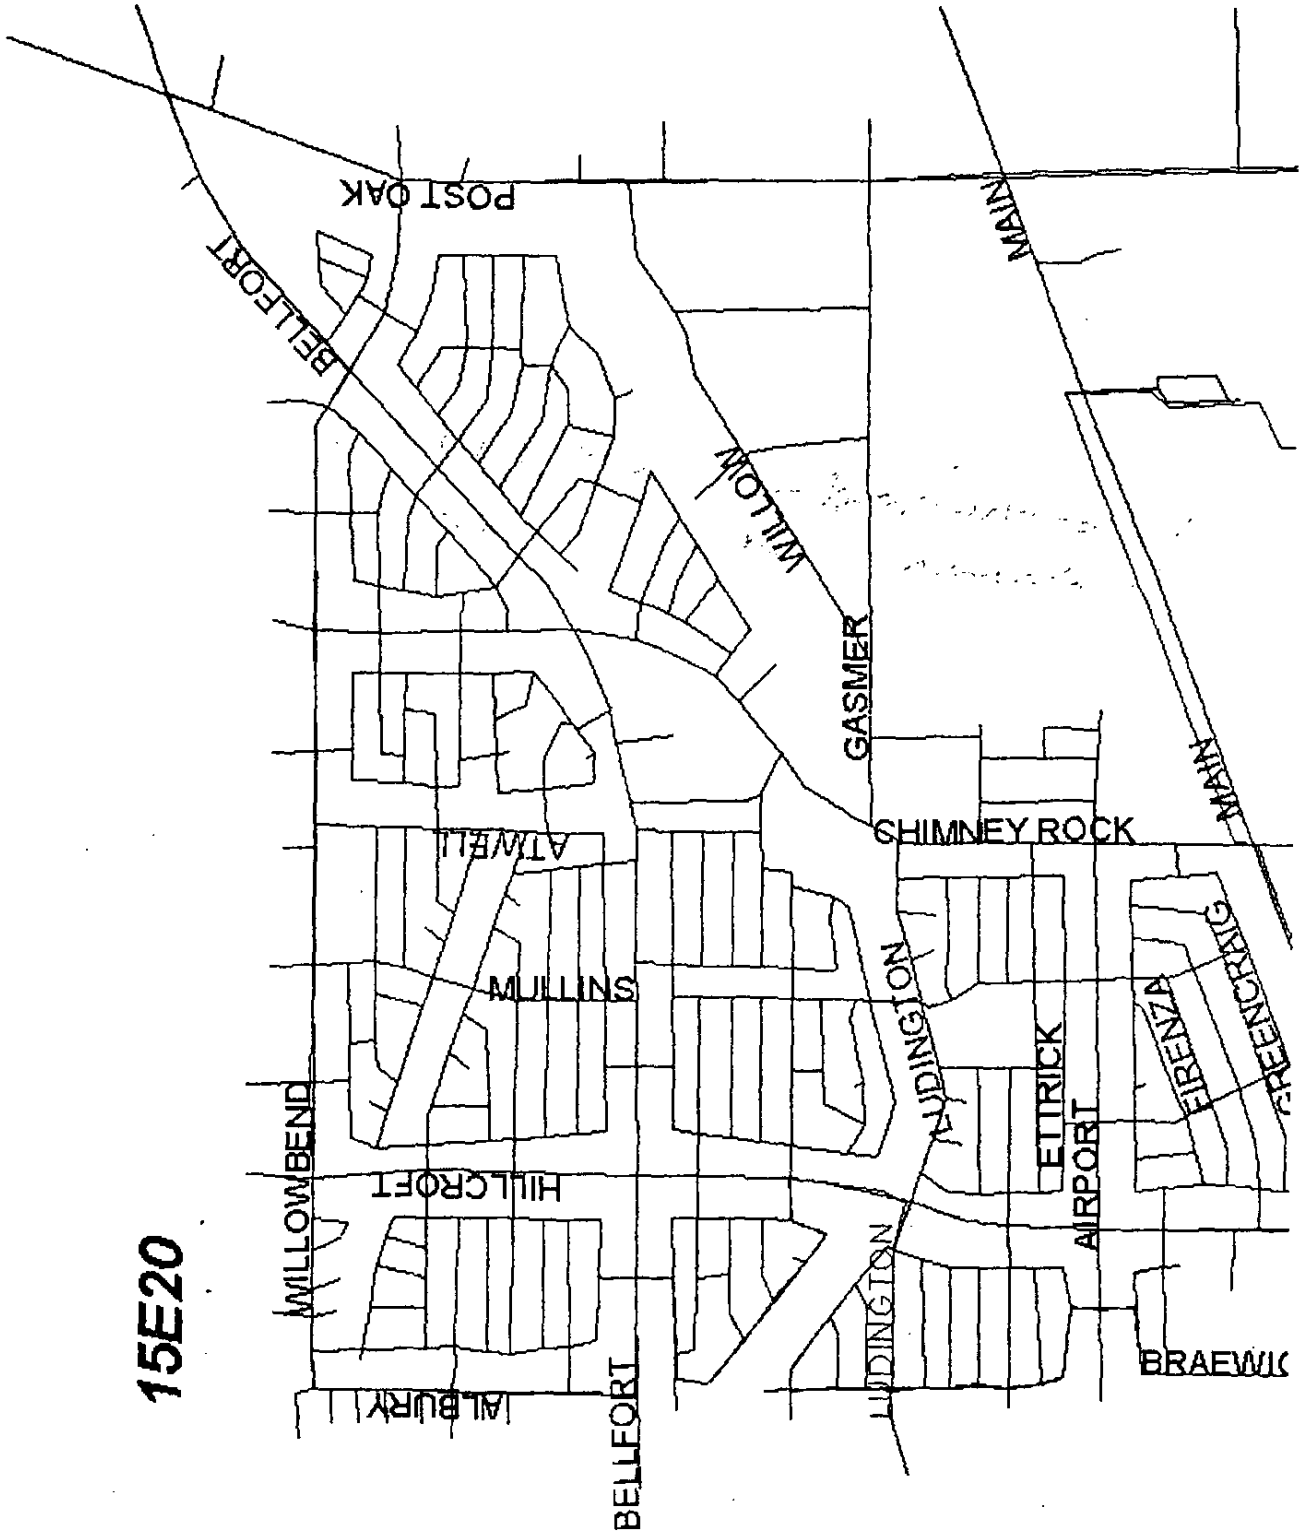 POST OAK
MAIN
BELLFORT
WILLOW
GASMER
MAIN
CHIMNEY ROCK
ATWELL
GREENCRAIG
LUDINGTON
MULLINS
FIRENZA
ETTRICK
WILLOWBEND
HILLCROFT
AIRPORT
LUDINGTON
15E20
BRAEWIC
ALBURY
BELLFORT